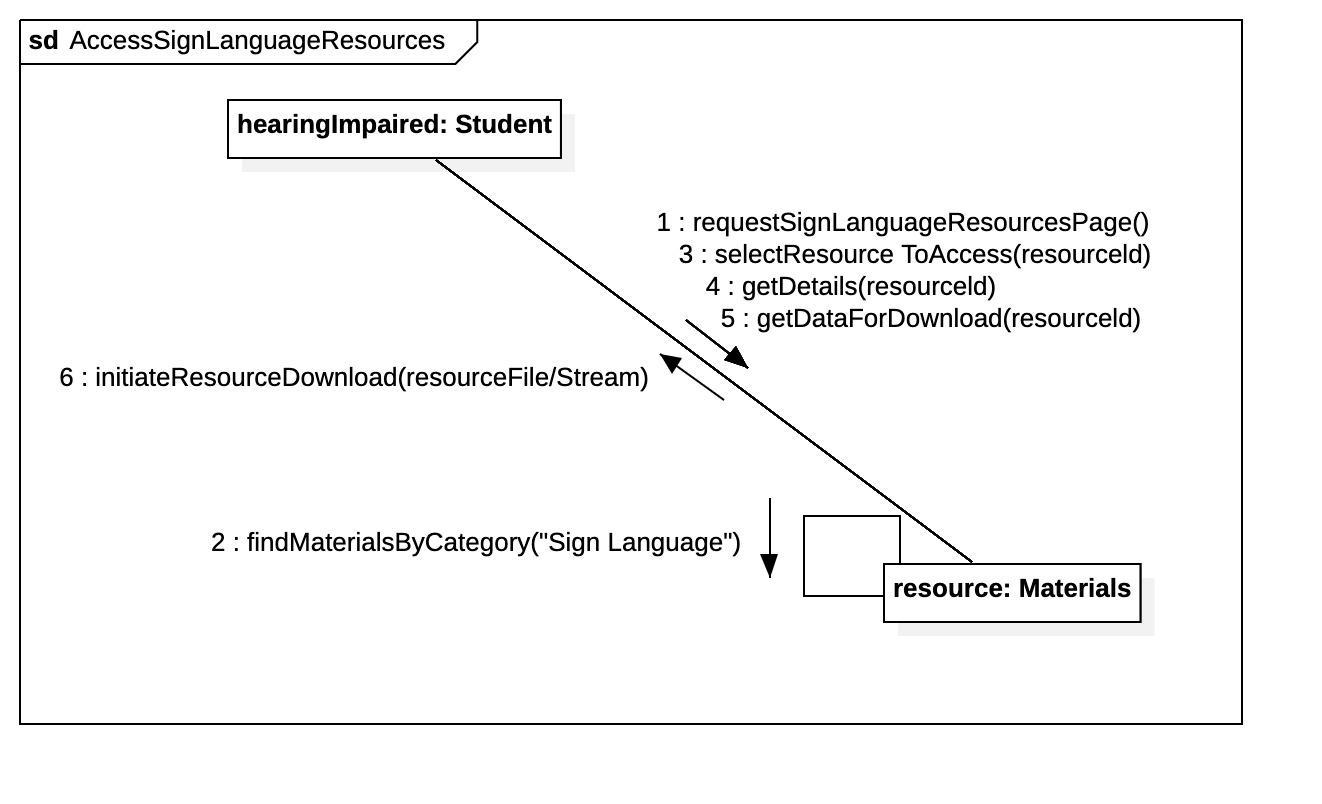 sd AccessSignLanguageResources
hearingImpaired: Student
1 : requestSignLanguageResourcesPage()
3 : selectResource ToAccess(resourceId)
4 : getDetails(resourceId)
5 : getDataForDownload(resourceId)
6 : initiateResourceDownload(resourceFile/Stream)
2 : findMaterialsByCategory("Sign Language")
resource: Materials